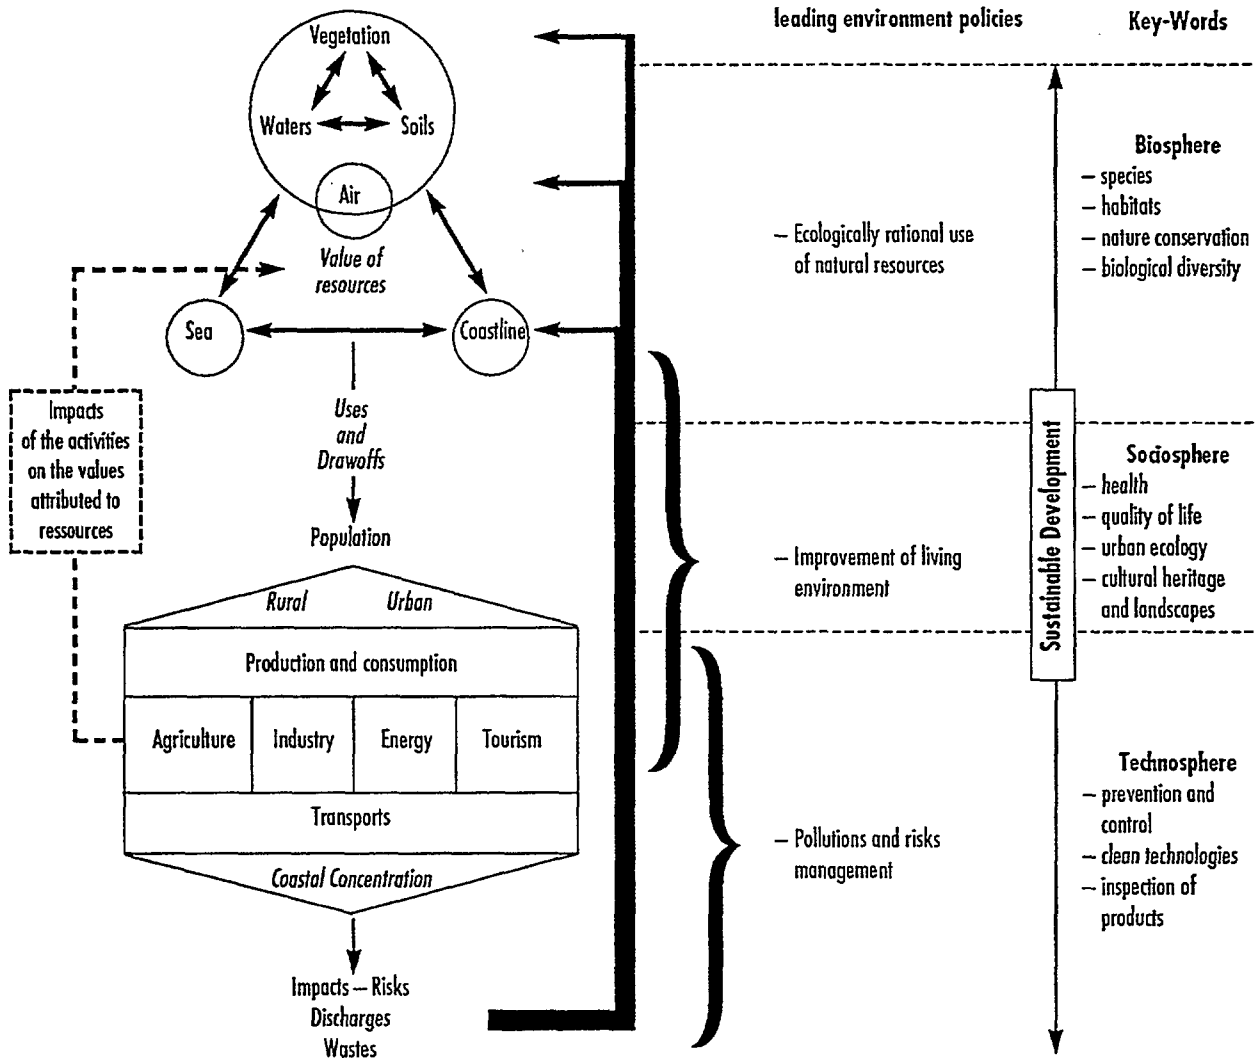 leading environment policies
Key-Words
Vegetation
Waters
Soils
Air
Value of
resources
Sea
Coastline
Uses
and
Drawoffs
Impacts
of the activities
on the values
attributed to
ressources
Population
Rural
Urban
Production and consumption
Agriculture
Industry
Energy
Tourism
Transports
Coastal Concentration
Impacts – Risks
Discharges
Wastes
– Ecologically rational use
of natural resources
– Improvement of living
environment
– Pollutions and risks
management
Sustainable Development
Biosphere
– species
– habitats
– nature conservation
– biological diversity
Sociosphere
– health
– quality of life
– urban ecology
– cultural heritage
and landscapes
Technosphere
– prevention and
control
– clean technologies
– inspection of
products